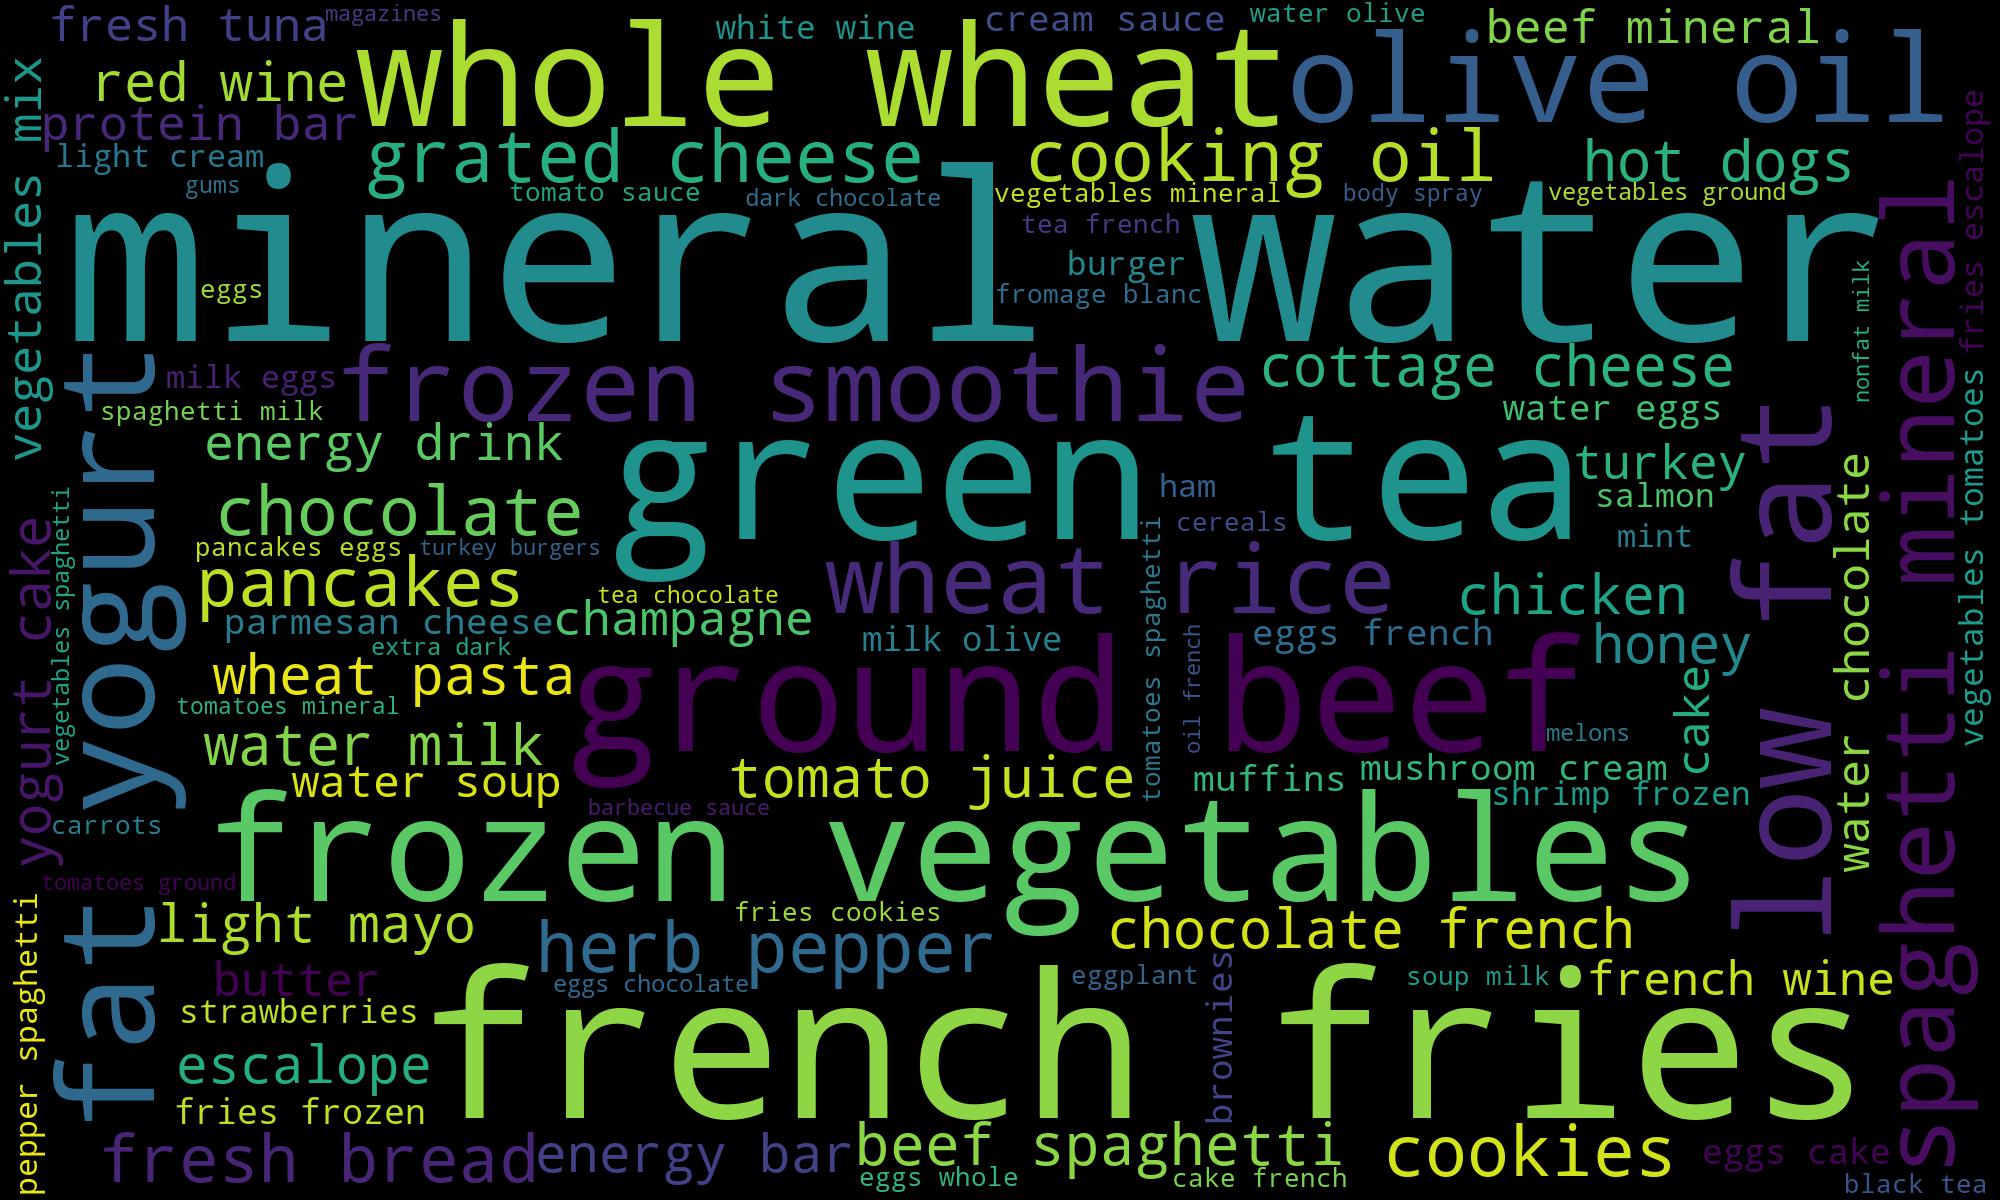 fresh tuna
magazines
whole wheat
white wine
cream sauce
water olive
beef mineral
olive oil
red wine
protein bar
vegetables mix
light cream
gums
grated cheese
cooking oil
hot dogs
tomato sauce
dark chocolate
vegetables mineral
body spray
vegetables ground
mineral water
tea french
burger
fromage blanc
eggs
fries escalope
nonfat milk
spaghetti mineral
fat yogurt
milk eggs
frozen smoothie
cottage cheese
spaghetti milk
water eggs
energy drink
green tea
turkey
low fat
vegetables tomatoes
water chocolate
chocolate
ham
salmon
cereals
mint
pancakes eggs
turkey burgers
yogurt cake
vegetables spaghetti
pancakes
wheat rice
tomatoes spaghetti
chicken
tea chocolate
parmesan cheese
champagne
milk olive
oil french
eggs french
honey
extra dark
wheat pasta
ground beef
cake
tomatoes mineral
water milk
melons
water soup
tomato juice
muffins
mushroom cream
shrimp frozen
barbecue sauce
carrots
frozen vegetables
tomatoes ground
light mayo
fries cookies
herb pepper
chocolate french
butter
eggs chocolate
eggplant
brownies
soup milk
french wine
pepper spaghetti
strawberries
french fries
escalope
fries frozen
fresh bread
energy bar
beef spaghetti
cookies
eggs cake
eggs whole
cake french
black tea